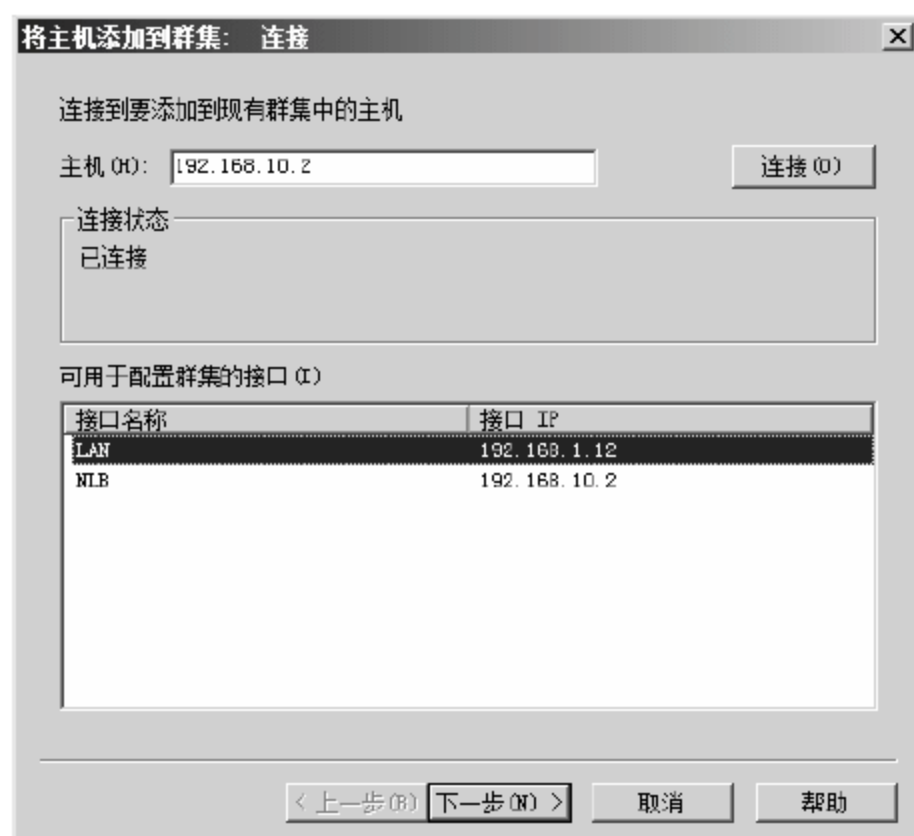 将主机添加到群集: 连接
连接到要添加到现有群集中的主机
主机(H): 192.168.10.2 连接(O)
连接状态
已连接
可用于配置群集的接口(I)
接口名称 接口 IP
LAN 192.168.1.12
NLB 192.168.10.2
< 上一步(B) 下一步(N) > 取消 帮助